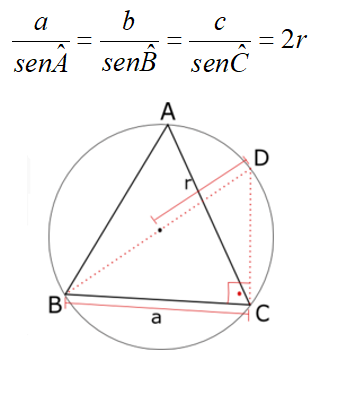 a/senÂ = b/senB̂ = c/senĈ = 2r
A
D
r
B
a
C